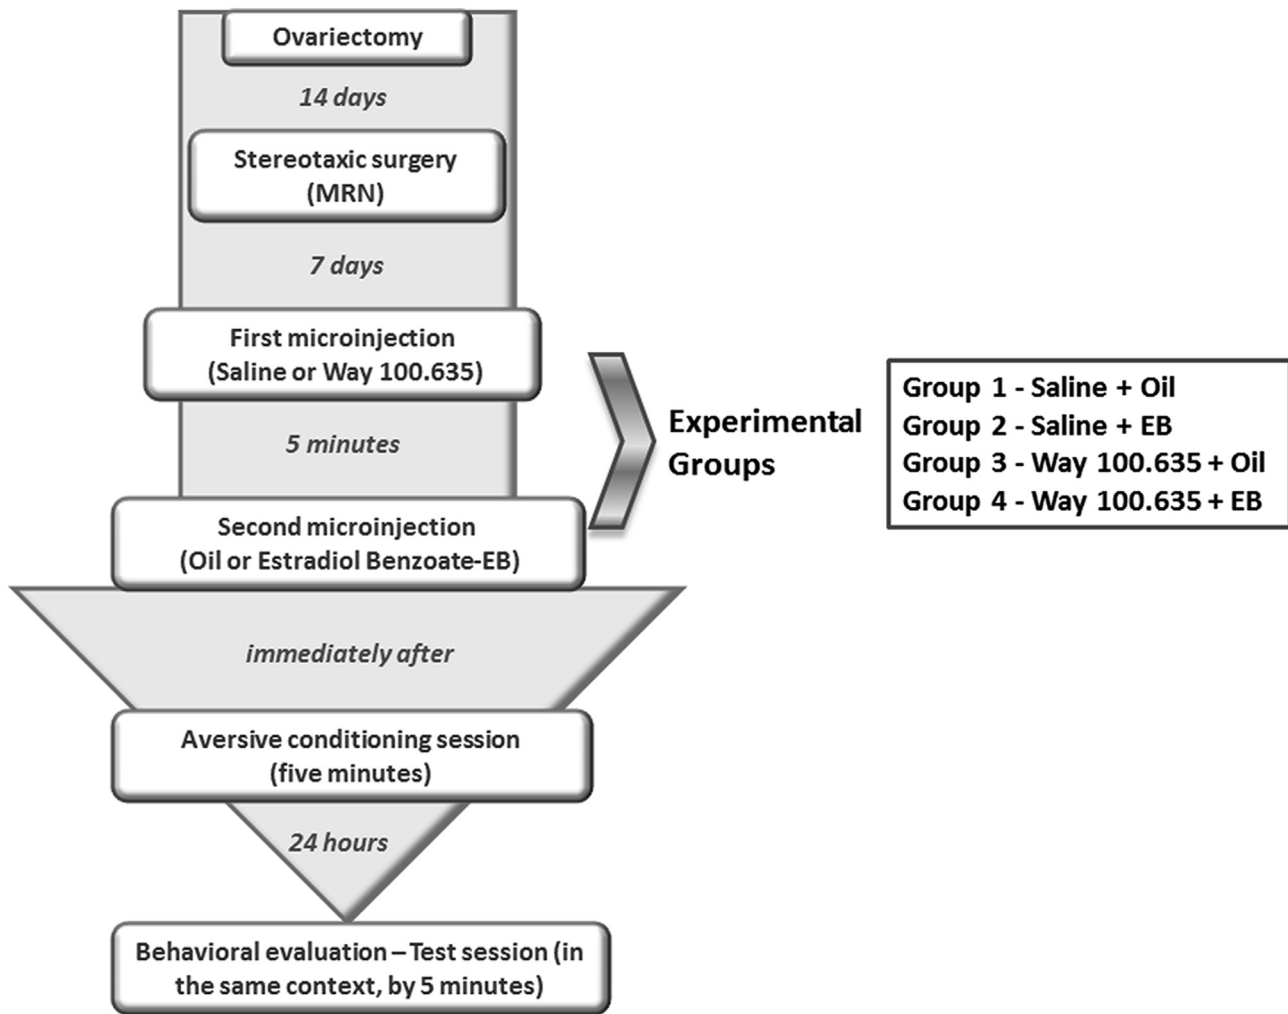 Ovariectomy
14 days
Stereotaxic surgery
(MRN)
7 days
First microinjection
(Saline or Way 100.635)
5 minutes
Second microinjection
(Oil or Estradiol Benzoate-EB)
Experimental
Groups
Group 1 - Saline + Oil
Group 2 - Saline + EB
Group 3 - Way 100.635 + Oil
Group 4 - Way 100.635 + EB
immediately after
Aversive conditioning session
(five minutes)
24 hours
Behavioral evaluation – Test session (in
the same context, by 5 minutes)